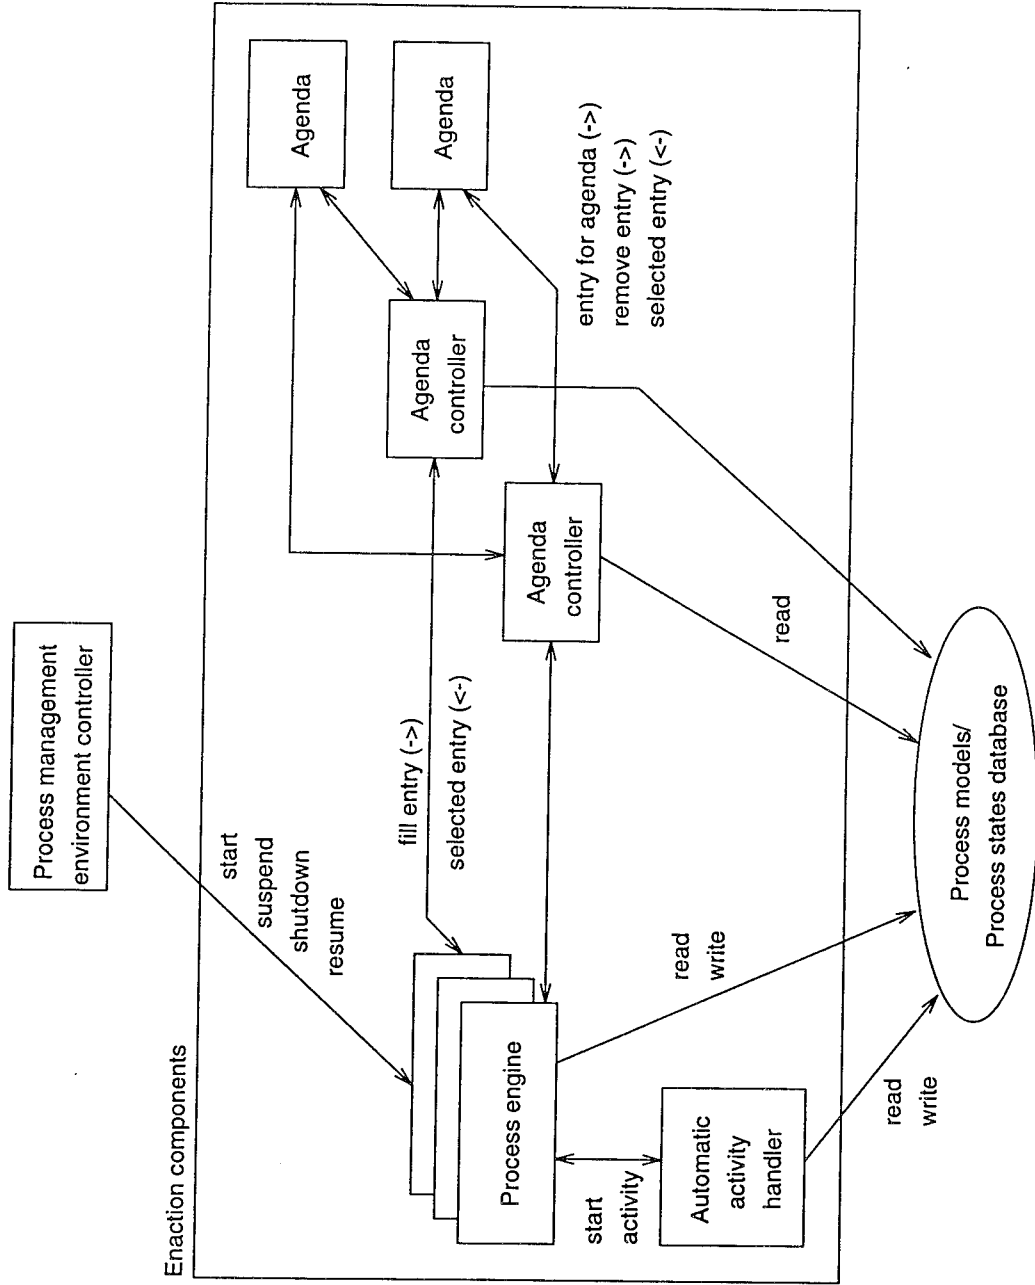 Process management
environment controller
Enaction components
start
suspend
shutdown
resume
fill entry (->)
selected entry (<-)
Agenda
Agenda
Agenda
controller
Agenda
controller
entry for agenda (->)
remove entry (->)
selected entry (<-)
Process engine
start
activity
Automatic
activity
handler
read
write
read
write
read
Process models/
Process states database